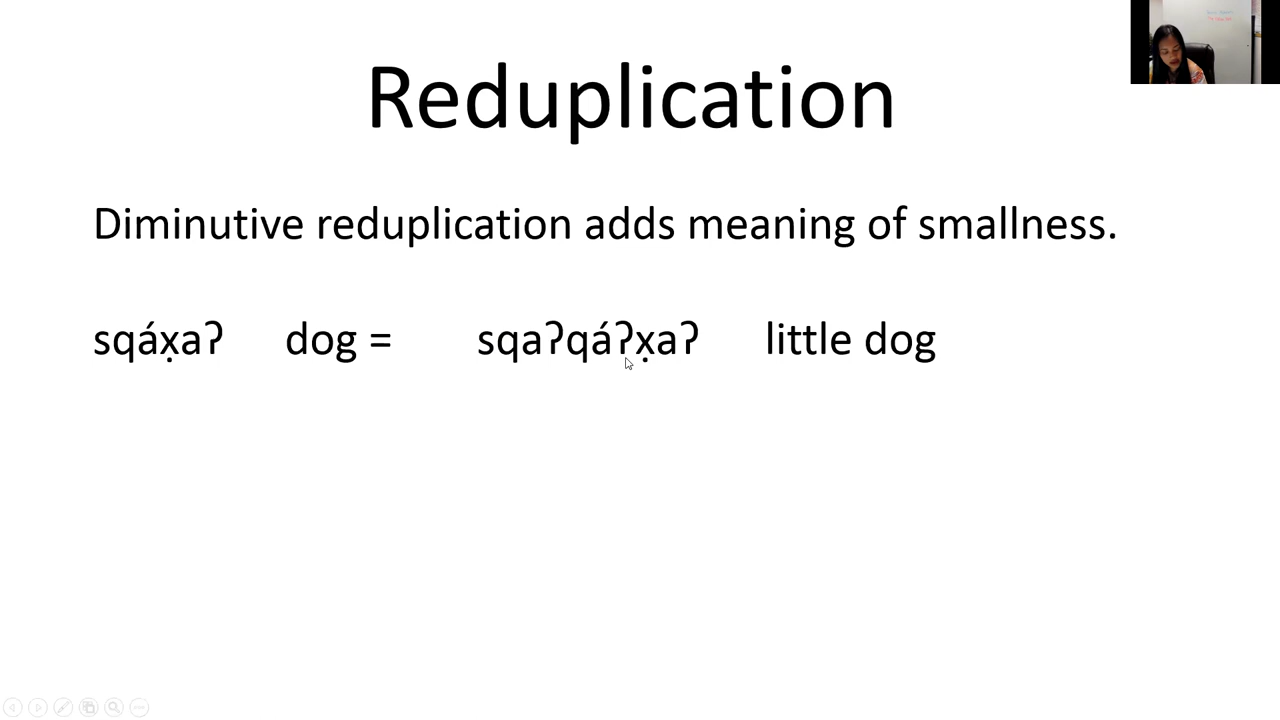 Reduplication
Diminutive reduplication adds meaning of smallness.
sqáx̣aʔ dog = sqaʔqáʔx̣aʔ little dog